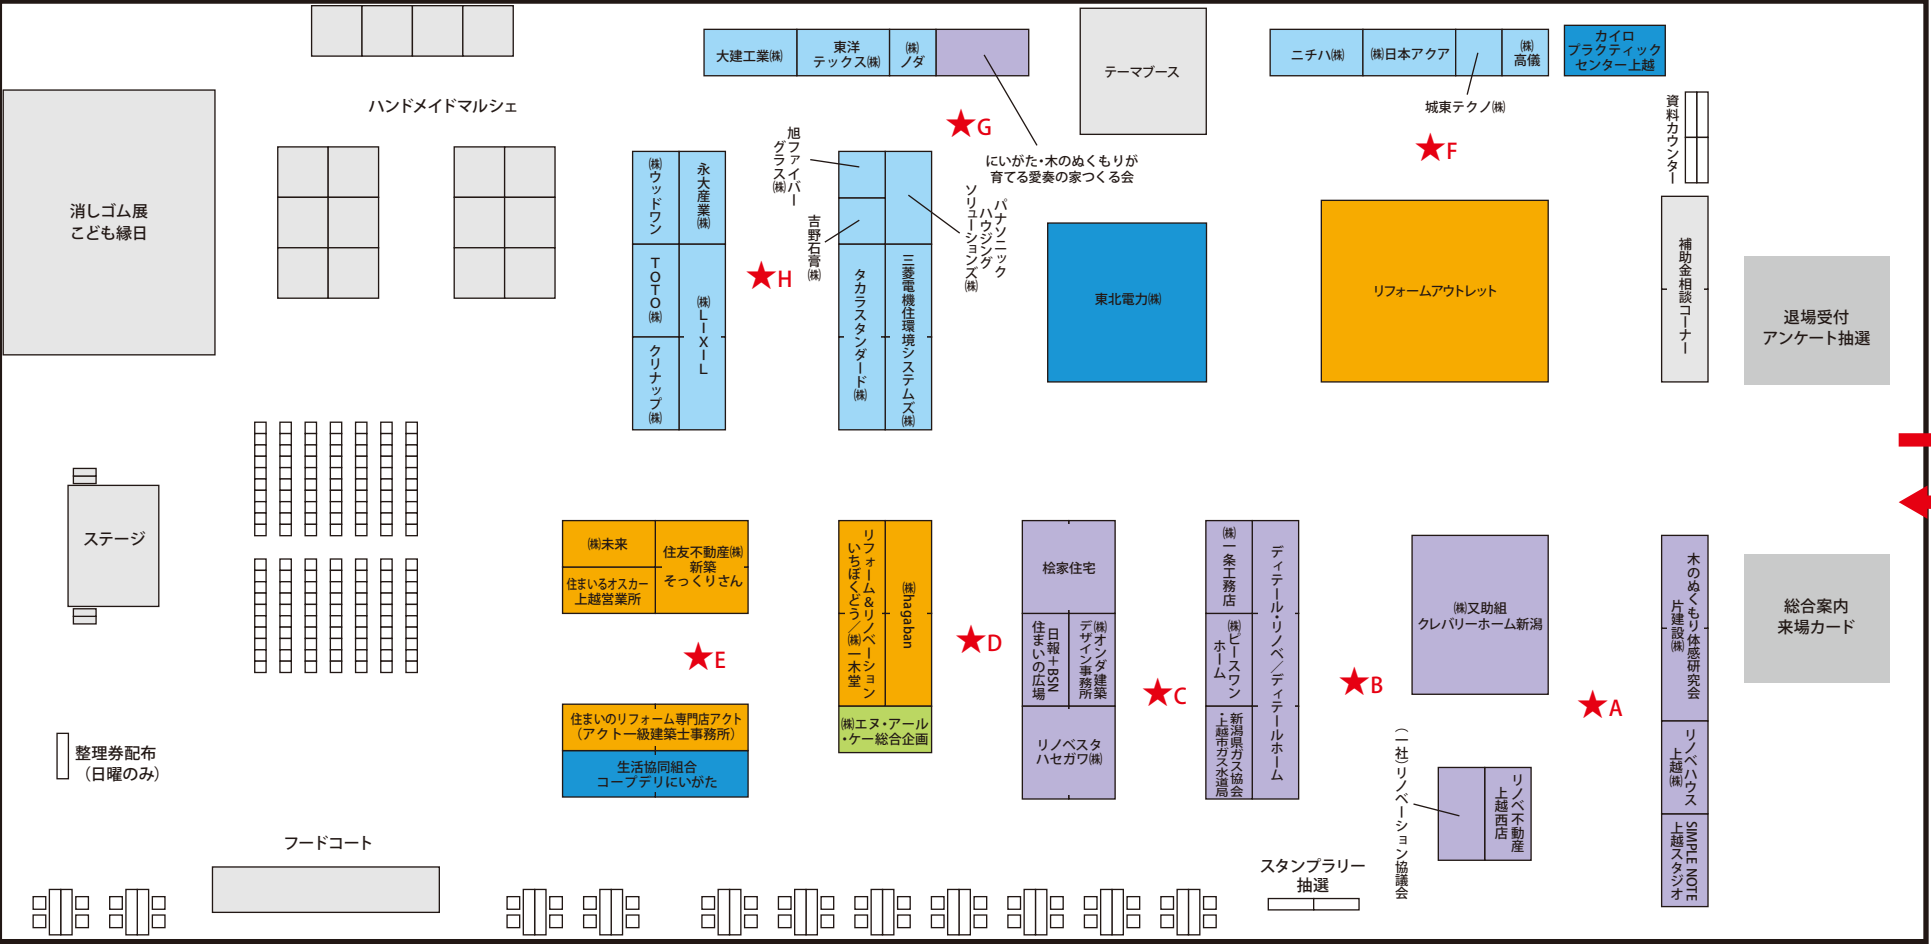 大建工業㈱
東洋
テックス㈱
㈱
ノダ
テーマブース
ニチハ㈱
㈱日本アクア
㈱
高儀
カイロ
プラクティック
センター上越
城東テクノ㈱
ハンドメイドマルシェ
にいがた・木のぬくもりが
育てる愛奏の家つくる会
資料カウンター
★G
★F
消しゴム展
こども縁日
㈱ウッドワン
永大産業㈱
旭ファイバー
グラス㈱
吉野石膏㈱
パナソニック
ハウジング
ソリューションズ㈱
TOTO㈱
㈱LIXIL
クリナップ㈱
★H
タカラスタンダード㈱
三菱電機住環境システムズ㈱
東北電力㈱
リフォームアウトレット
補助金相談コーナー
退場受付
アンケート抽選
ステージ
㈱未来
住まいるオスカー
上越営業所
住友不動産㈱
新築
そっくりさん
リフォーム&リノベーション
いちぼくどう／㈱一木堂
㈱hagaban
桧家住宅
㈱一条工務店
ディテール・リノベ／ディテールホーム
㈱又助組
クレバリーホーム新潟
木のぬくもり体感研究会
片建設㈱
総合案内
来場カード
★E
★D
日報＋BSN
住まいの広場
㈱オンダ建築
デザイン事務所
★C
㈱ピースワン
ホーム
★B
★A
住まいのリフォーム専門店アクト
（アクト一級建築士事務所）
生活協同組合
コープデリにいがた
㈱エヌ・アール
・ケー総合企画
リノベスタ
ハセガワ㈱
新潟県ガス協会
・上越市ガス水道局
（一社）リノベーション協議会
リノベ不動産
上越西店
リノベハウス
上越㈱
SIMPLE NOTE
上越スタジオ
整理券配布
（日曜のみ）
フードコート
スタンプラリー
抽選